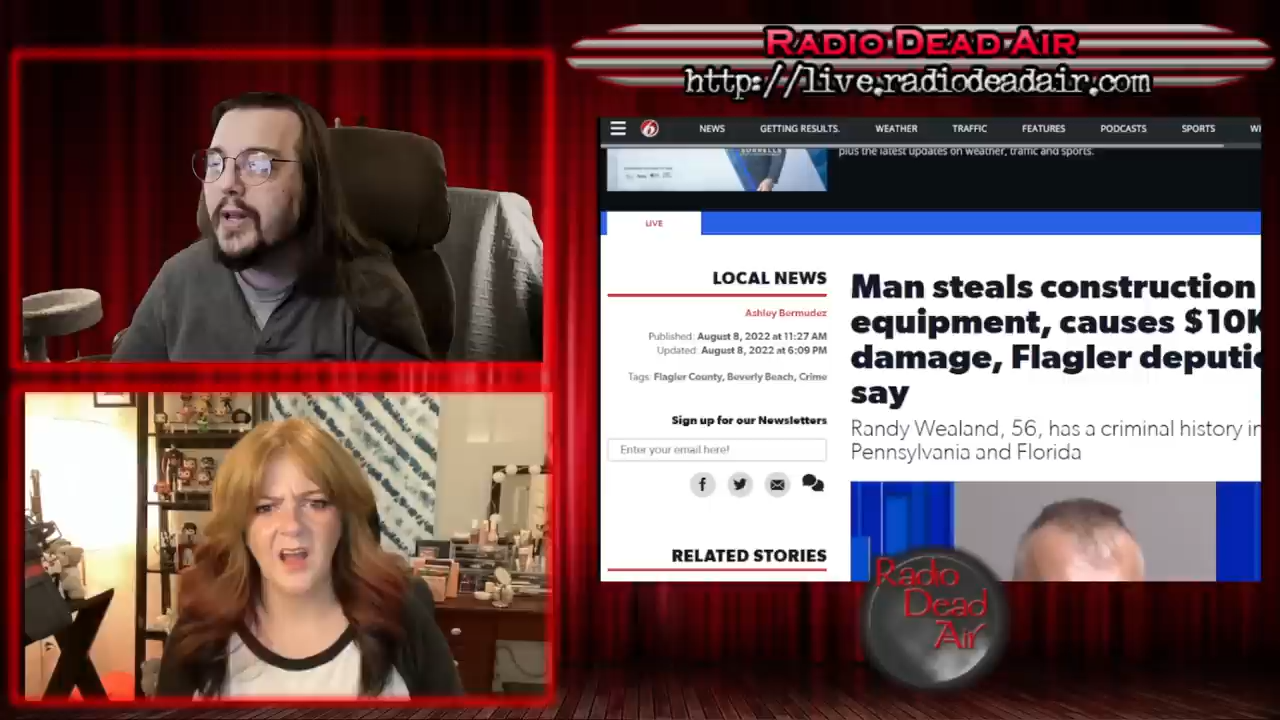 RADIO DEAD AIR
http://live.radiodeadair.com
NEWS GETTING RESULTS. WEATHER TRAFFIC FEATURES PODCASTS SPORTS
plus the latest updates on weather, traffic and sports.
LIVE
LOCAL NEWS
Ashley Bermudez
Published: August 8, 2022 at 11:27 AM
Updated: August 8, 2022 at 6:09 PM
Tags: Flagler County, Beverly Beach, Crime
Sign up for our Newsletters
Enter your email here!
RELATED STORIES
Man steals construction
equipment, causes $10K
damage, Flagler deputie
say
Randy Wealand, 56, has a criminal history in
Pennsylvania and Florida
Radio
Dead
Air